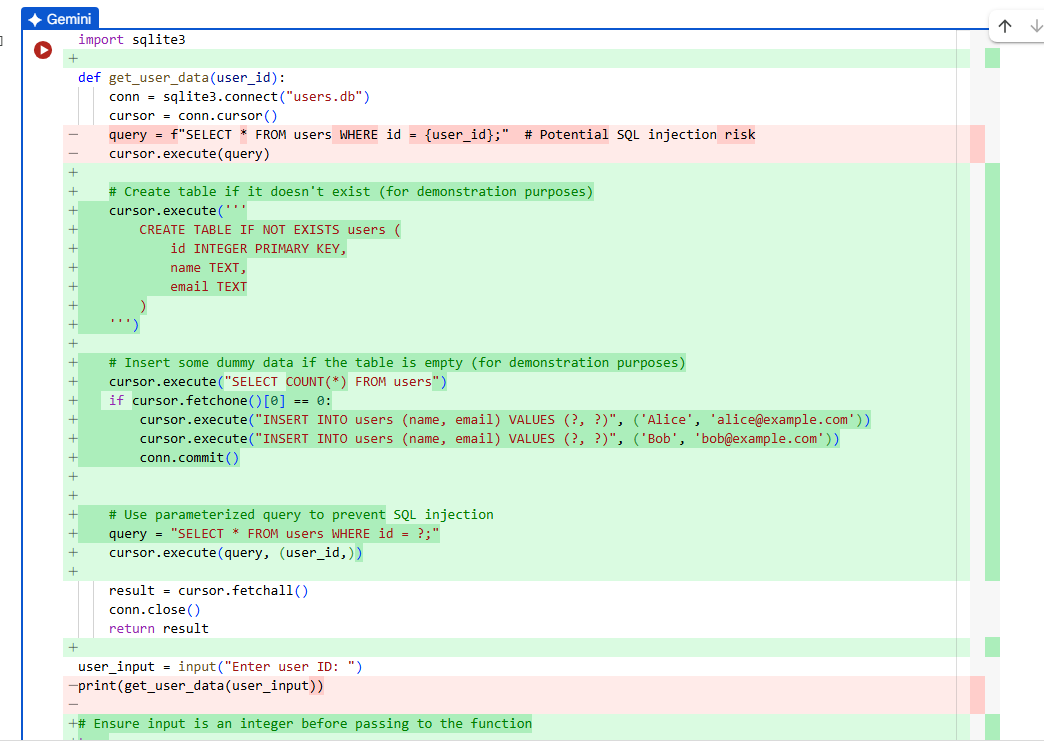 Gemini
import sqlite3
+
def get_user_data(user_id):
    conn = sqlite3.connect("users.db")
    cursor = conn.cursor()
—    query = f"SELECT * FROM users WHERE id = {user_id};"  # Potential SQL injection risk
—    cursor.execute(query)
+
+    # Create table if it doesn't exist (for demonstration purposes)
+    cursor.execute('''
+        CREATE TABLE IF NOT EXISTS users (
+            id INTEGER PRIMARY KEY,
+            name TEXT,
+            email TEXT
+        )
+    ''')
+
+    # Insert some dummy data if the table is empty (for demonstration purposes)
+    cursor.execute("SELECT COUNT(*) FROM users")
+    if cursor.fetchone()[0] == 0:
+        cursor.execute("INSERT INTO users (name, email) VALUES (?, ?)", ('Alice', 'alice@example.com'))
+        cursor.execute("INSERT INTO users (name, email) VALUES (?, ?)", ('Bob', 'bob@example.com'))
+        conn.commit()
+
+
+    # Use parameterized query to prevent SQL injection
+    query = "SELECT * FROM users WHERE id = ?;"
+    cursor.execute(query, (user_id,))
+
    result = cursor.fetchall()
    conn.close()
    return result
+
user_input = input("Enter user ID: ")
—print(get_user_data(user_input))
—
+# Ensure input is an integer before passing to the function